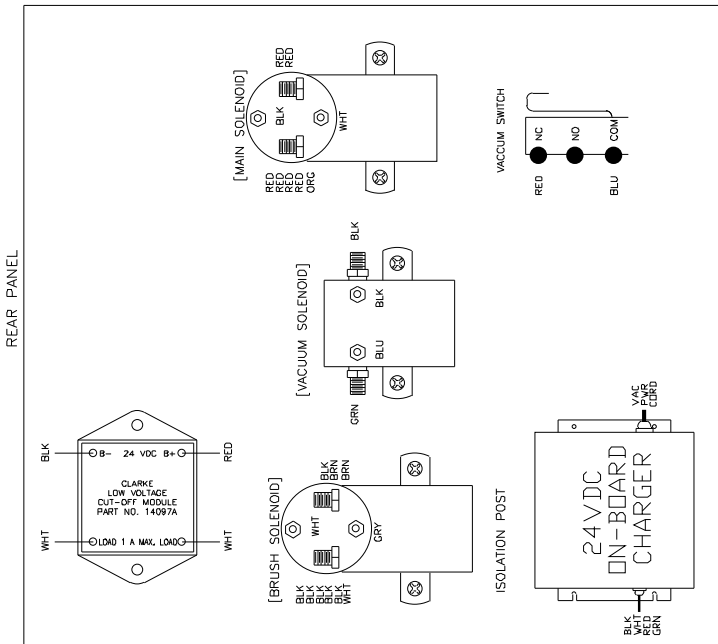 REAR PANEL
[MAIN SOLENOID]
RED
RED
BLK
WHT
RED
RED
RED
RED
ORG
VACCUM SWITCH
NC
NO
COM
RED
BLU
[VACUUM SOLENOID]
BLK
BLK
BLU
GRN
BLK
B- 24 VDC B+
RED
CLARKE
LOW VOLTAGE
CUT-OFF MODULE
PART NO. 14097A
WHT
LOAD 1 A MAX. LOAD
WHT
[BRUSH SOLENOID]
BLK
BRN
BRN
WHT
GRY
BLK
BLK
BLK
BLK
BLK
WHT
ISOLATION POST
VAC
PWR
CORD
24VDC
ON-BOARD
CHARGER
BLK
WHT
RED
GRN